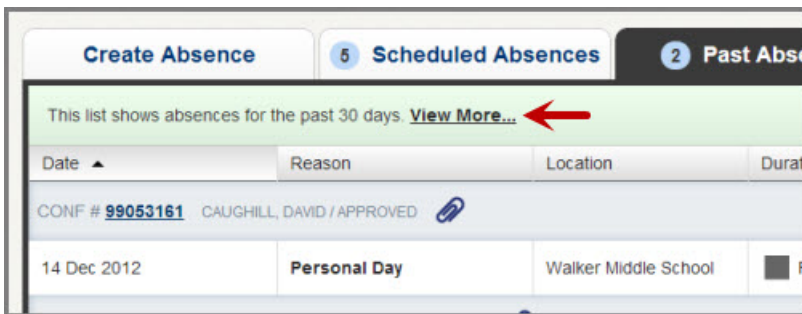 Create Absence
5 Scheduled Absences
2 Past
This list shows absences for the past 30 days. View More...
Date Reason Location
CONF # 99053161 CAUGHILL, DAVID / APPROVED
14 Dec 2012 Personal Day Walker Middle School